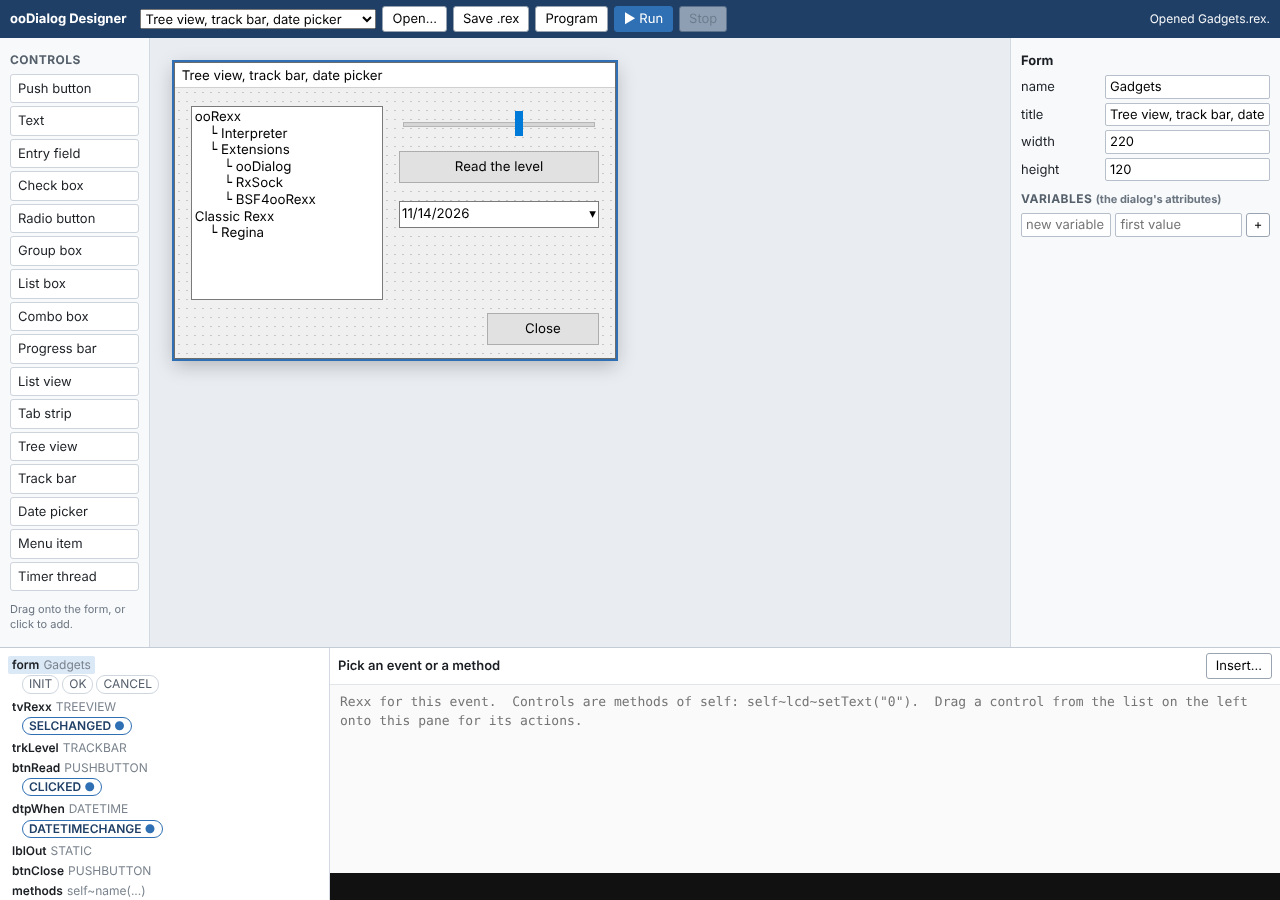 ooDialog Designer
Tree view, track bar, date picker
Open...
Save .rex
Program
▶ Run
Stop
Opened Gadgets.rex.
CONTROLS
Push button
Text
Entry field
Check box
Radio button
Group box
List box
Combo box
Progress bar
List view
Tab strip
Tree view
Track bar
Date picker
Menu item
Timer thread
Drag onto the form, or
click to add.
Tree view, track bar, date picker
ooRexx
└ Interpreter
└ Extensions
└ ooDialog
└ RxSock
└ BSF4ooRexx
Classic Rexx
└ Regina
Read the level
11/14/2026
Close
Form
name Gadgets
title Tree view, track bar, date
width 220
height 120
VARIABLES (the dialog's attributes)
new variable first value +
form Gadgets
INIT OK CANCEL
tvRexx TREEVIEW
SELCHANGED
trkLevel TRACKBAR
btnRead PUSHBUTTON
CLICKED
dtpWhen DATETIME
DATETIMECHANGE
lblOut STATIC
btnClose PUSHBUTTON
methods self~name(...)
Pick an event or a method
Insert...
Rexx for this event.  Controls are methods of self: self~lcd~setText("0").  Drag a control from the list on the left
onto this pane for its actions.